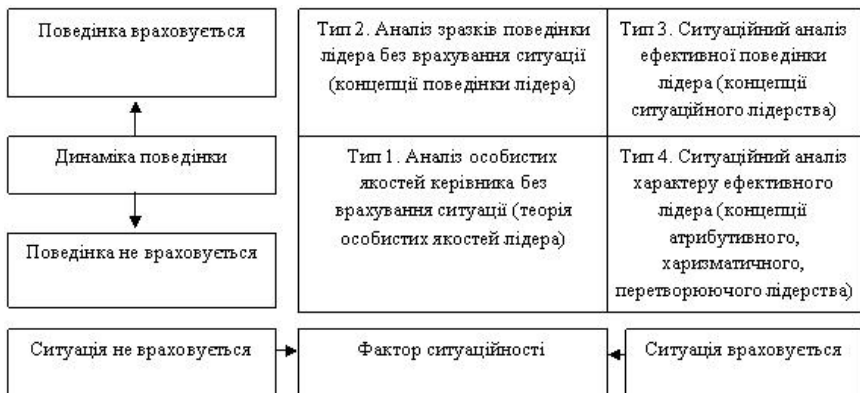 Поведінка враховується
Тип 2. Аналіз зразків поведінки
лідера без врахування ситуації
(концепції поведінки лідера)
Тип 3. Ситуаційний аналіз
ефективної поведінки
лідера (концепції
ситуаційного лідерства)
Динаміка поведінки
Тип 1. Аналіз особистих
якостей керівника без
врахування ситуації (теорія
особистих якостей лідера)
Тип 4. Ситуаційний аналіз
характеру ефективного
лідера (концепції
атрибутивного,
харизматичного,
перетворюючого лідерства)
Поведінка не враховується
Ситуація не враховується
Фактор ситуаційності
Ситуація враховується